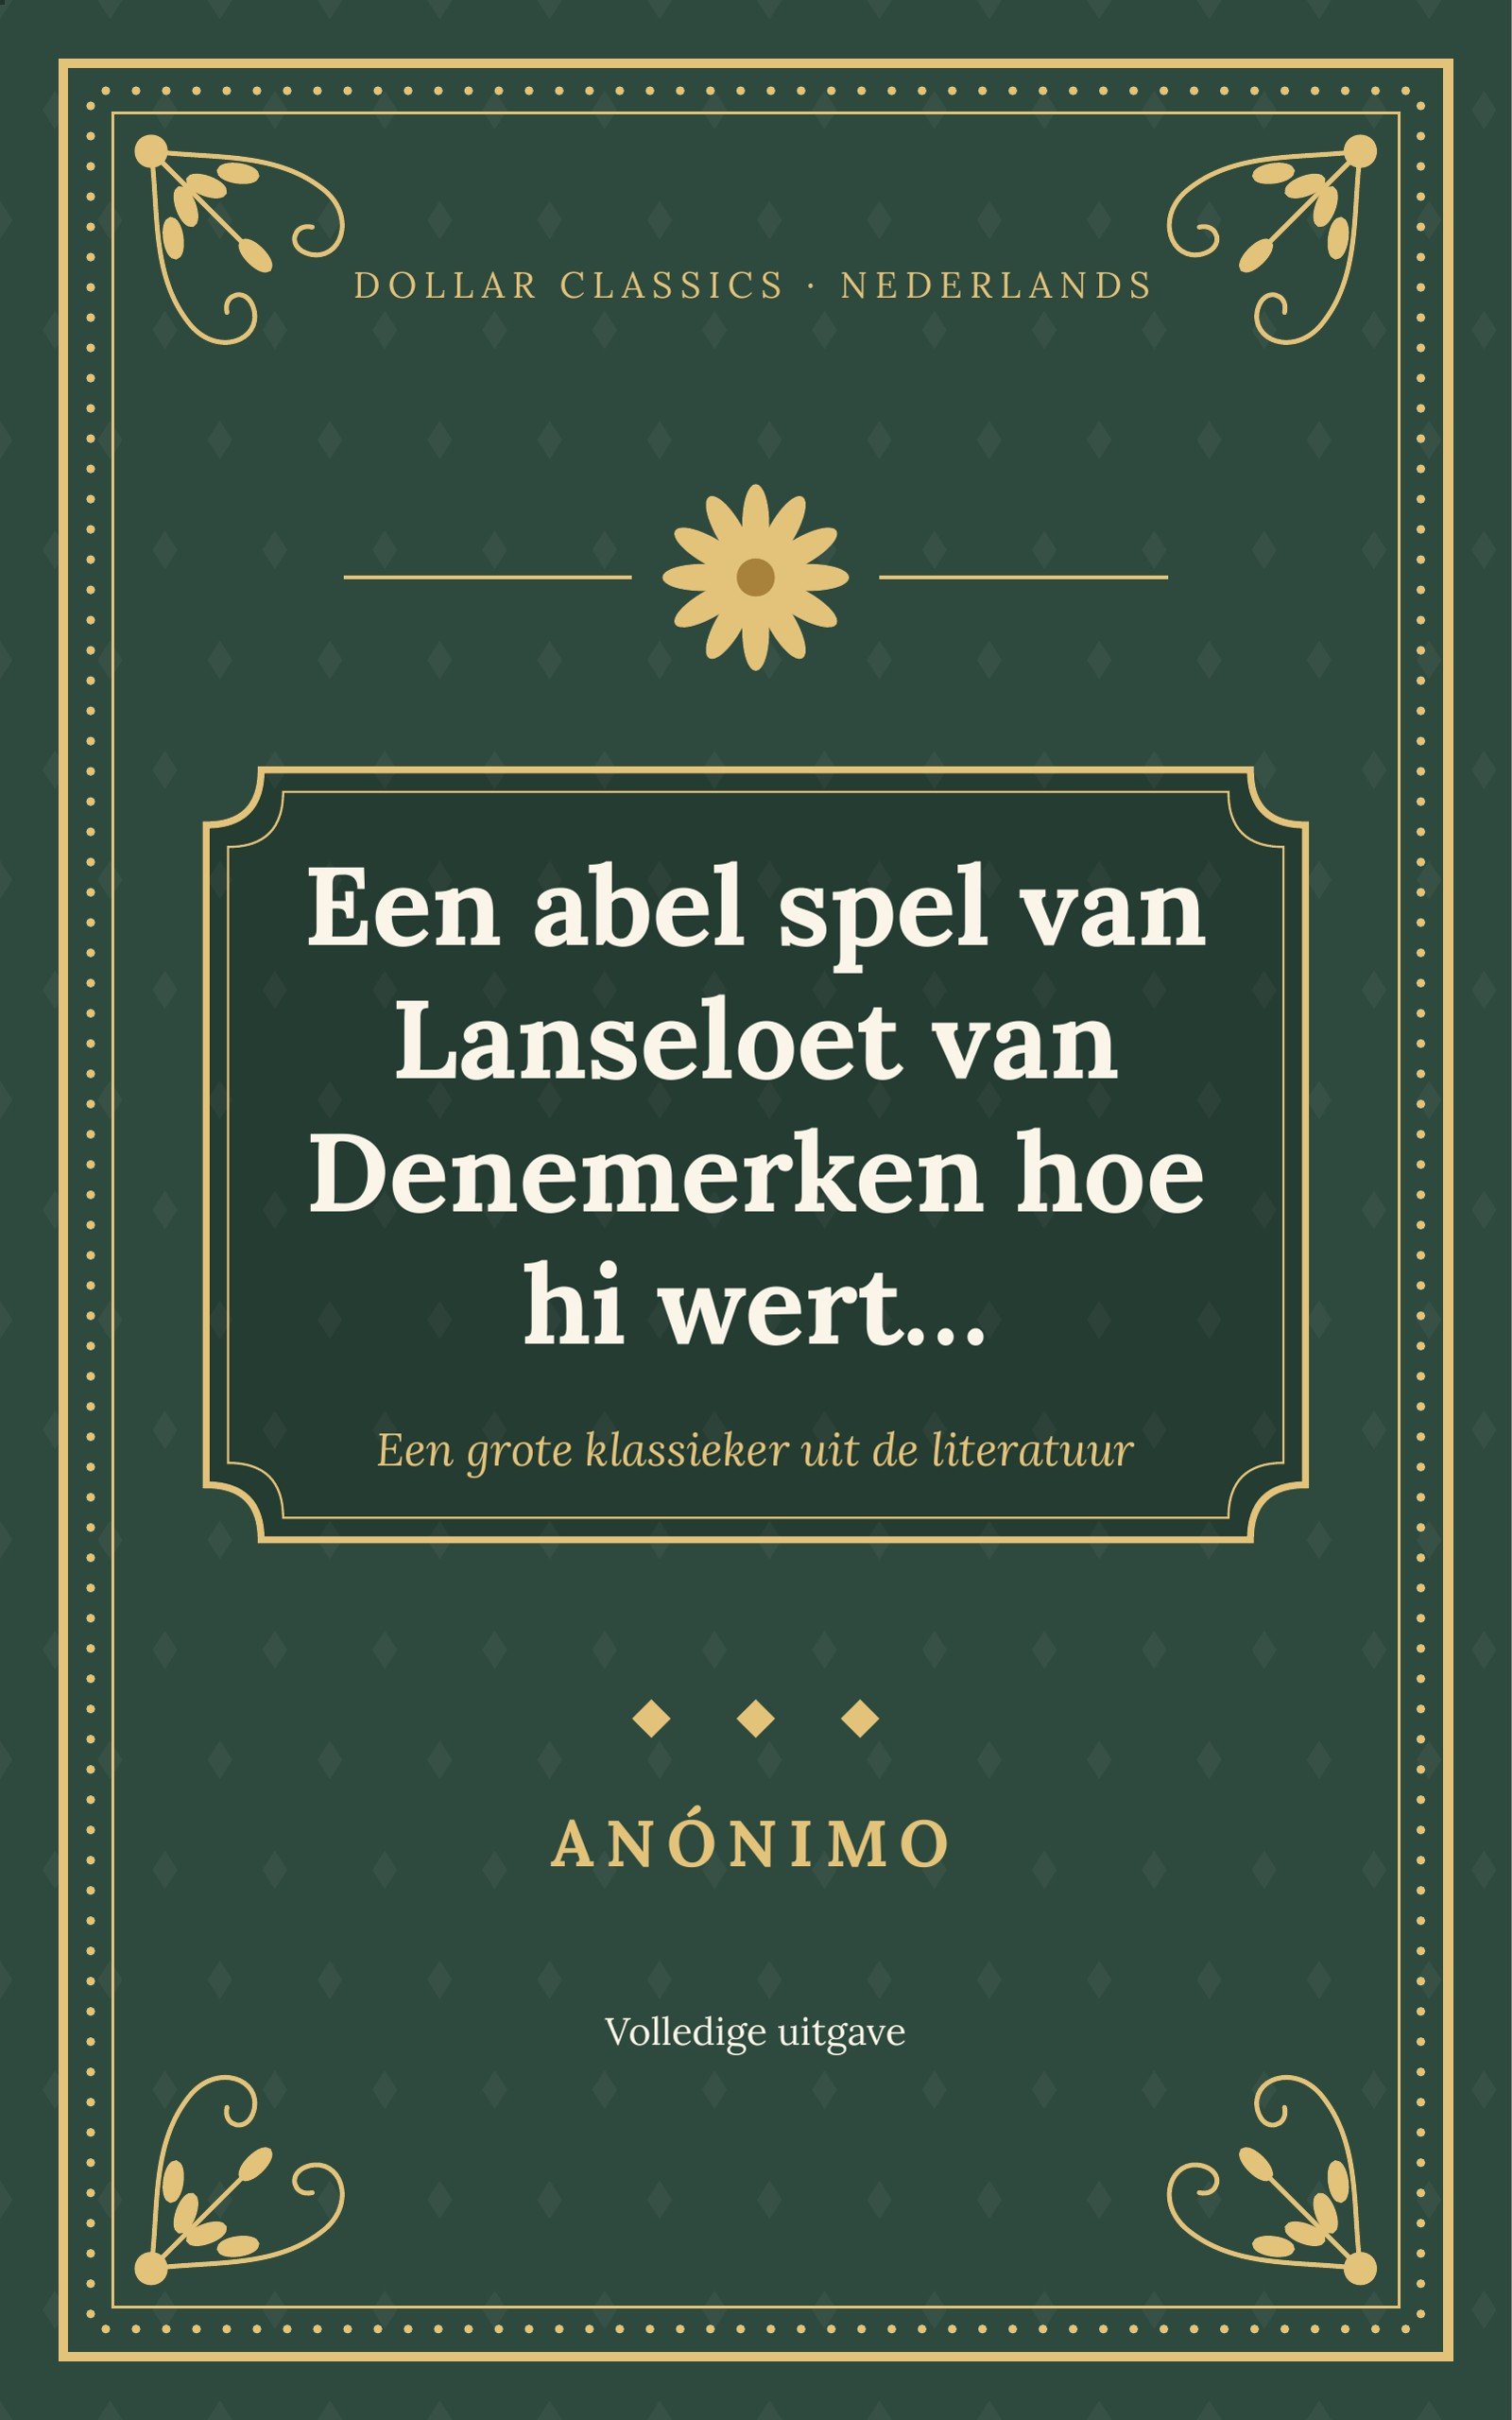 DOLLAR CLASSICS · NEDERLANDS
Een abel spel van
Lanseloet van
Denemerken hoe
hi wert...
Een grote klassieker uit de literatuur
ANÓNIMO
Volledige uitgave